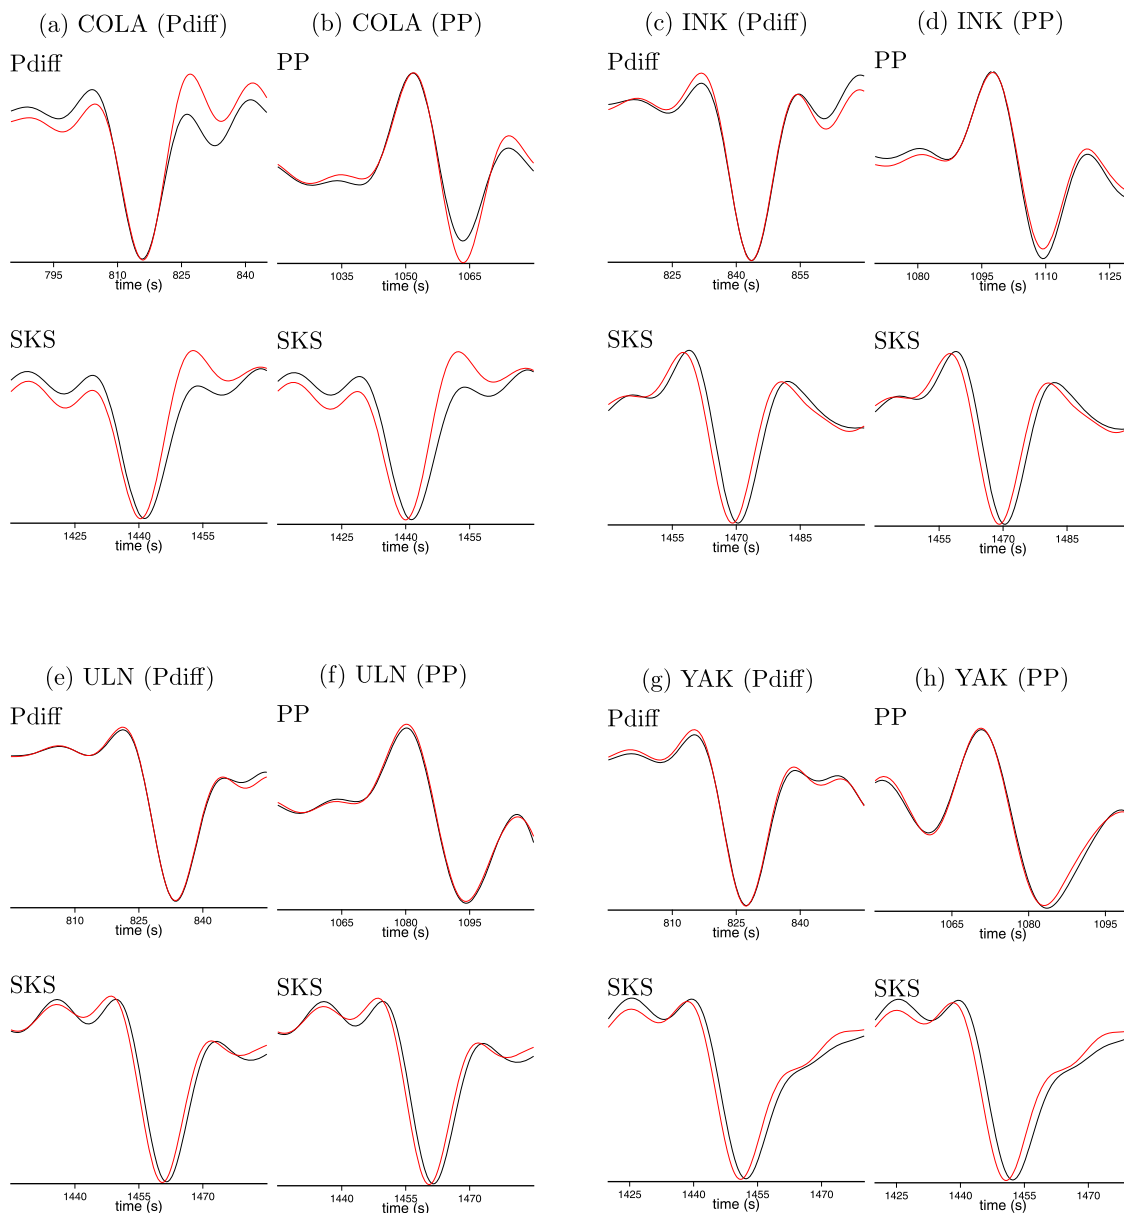 (a) COLA (Pdiff)
(b) COLA (PP)
(c) INK (Pdiff)
(d) INK (PP)
Pdiff
PP
Pdiff
PP
795 810 825 840
time (s)
1035 1050 1065
time (s)
825 840 855
time (s)
1080 1095 1110 1125
time (s)
SKS
SKS
SKS
SKS
1425 1440 1455
time (s)
1425 1440 1455
time (s)
1455 1470 1485
time (s)
1455 1470 1485
time (s)
(e) ULN (Pdiff)
(f) ULN (PP)
(g) YAK (Pdiff)
(h) YAK (PP)
Pdiff
PP
Pdiff
PP
810 825 840
time (s)
1065 1080 1095
time (s)
810 825 840
time (s)
1065 1080 1095
time (s)
SKS
SKS
SKS
SKS
1440 1455 1470
time (s)
1440 1455 1470
time (s)
1425 1440 1455 1470
time (s)
1425 1440 1455 1470
time (s)